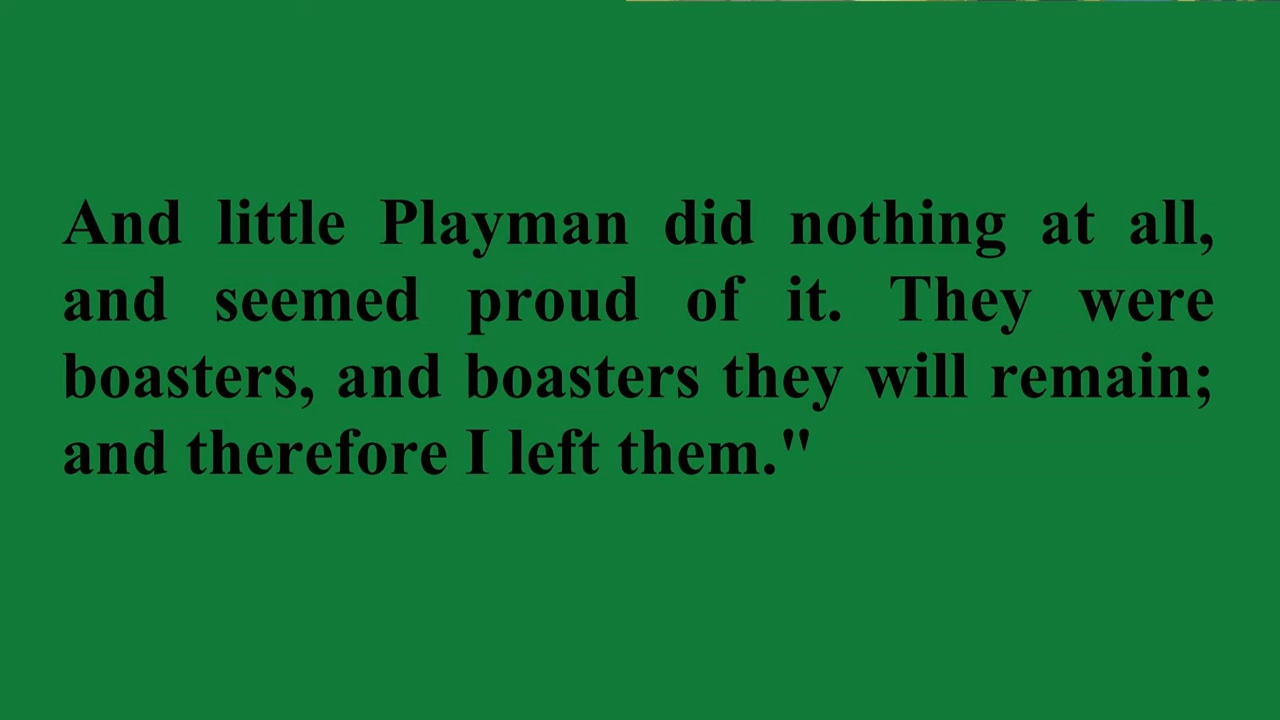 And little Playman did nothing at all,
and seemed proud of it. They were
boasters, and boasters they will remain;
and therefore I left them."